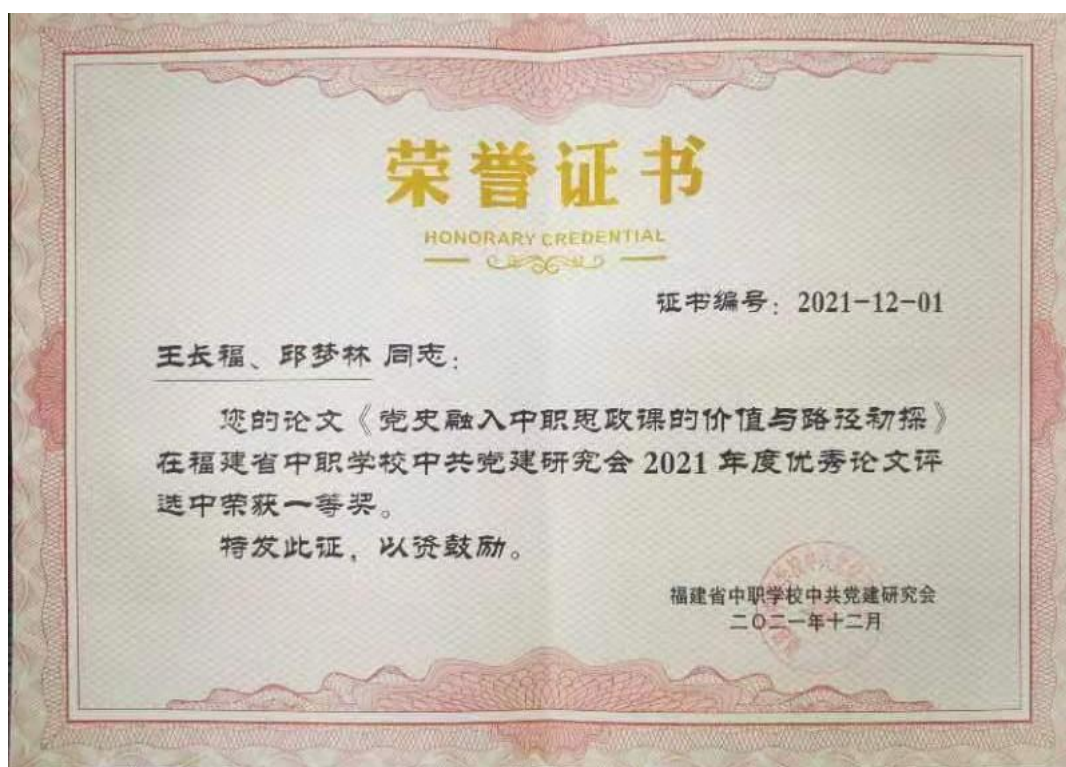 荣誉证书
HONORARY CREDENTIAL
证书编号：2021-12-01
王长福、邱梦林 同志：
您的论文《党史融入中职思政课的价值与路径初探》
在福建省中职学校中共党建研究会 2021 年度优秀论文评
选中荣获一等奖。
特发此证，以资鼓励。
福建省中职学校中共党建研究会
二〇二一年十二月